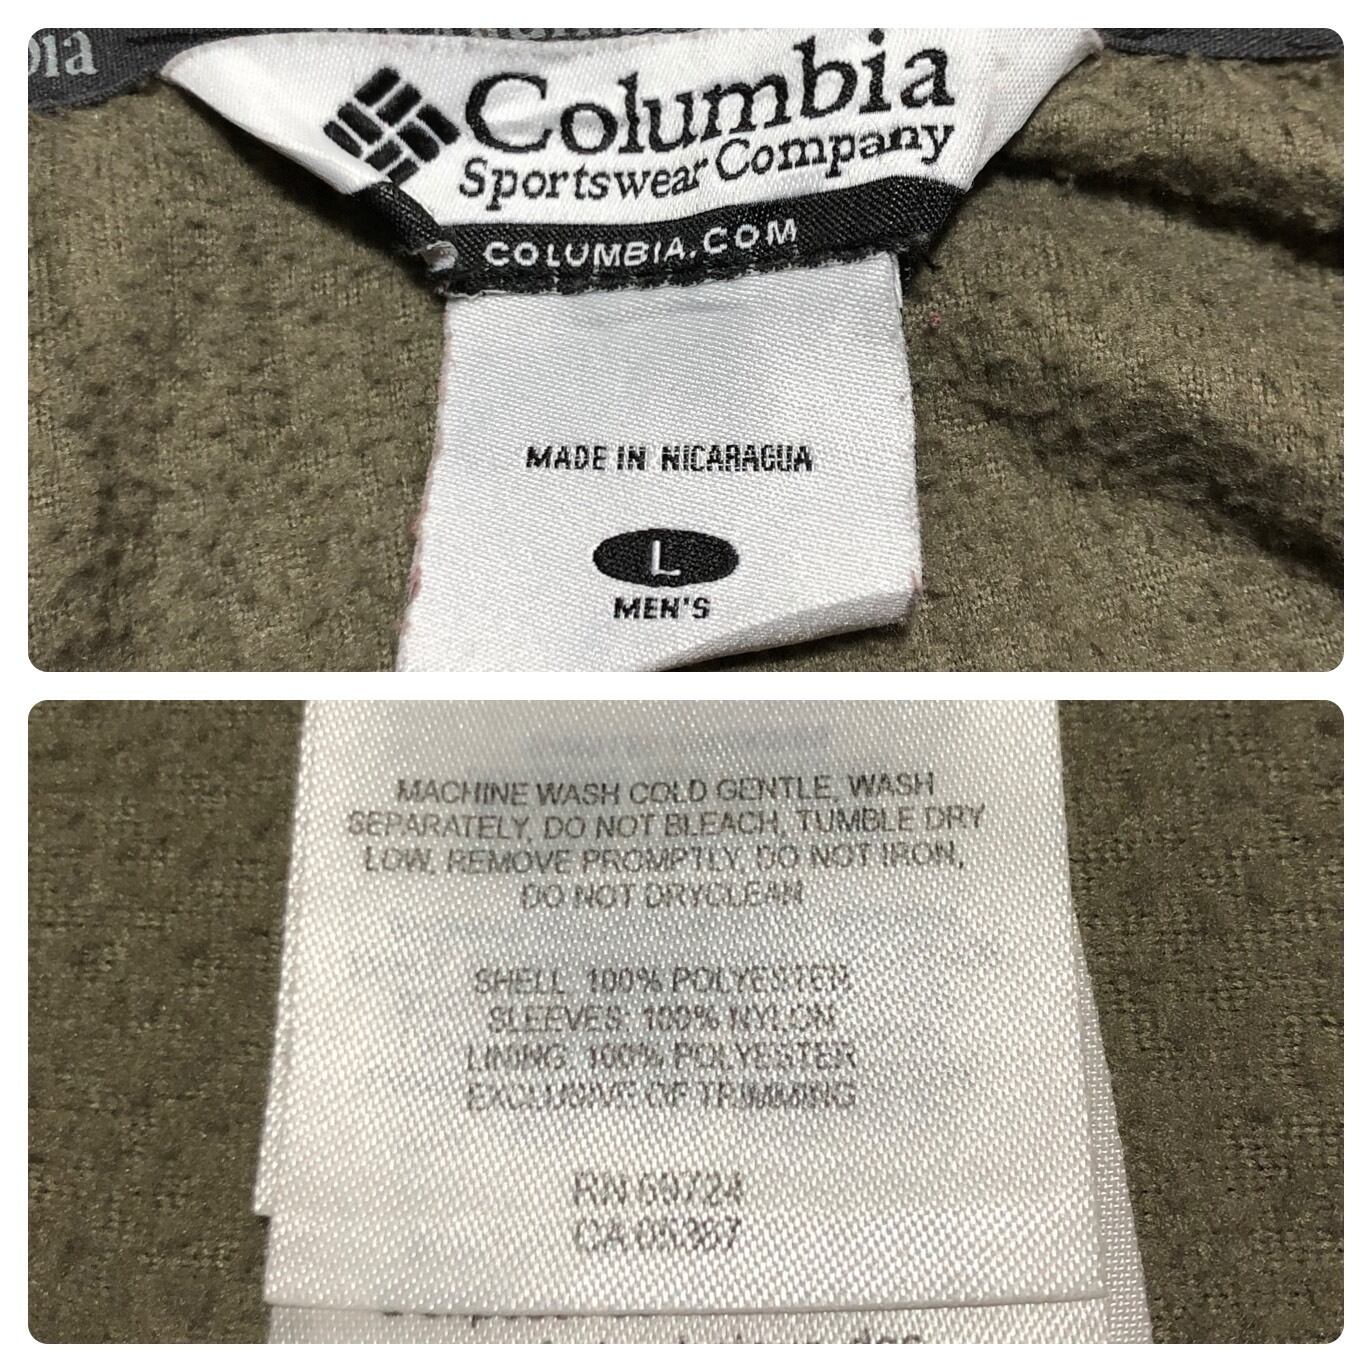 bia
Columbia
Sportswear Company
COLUMBIA.COM
MADE IN NICARAGUA
L
MEN'S
MACHINE WASH COLD GENTLE, WASH
SEPARATELY, DO NOT BLEACH, TUMBLE DRY
LOW, REMOVE PROMPTLY, DO NOT IRON,
DO NOT DRYCLEAN
SHELL: 100% POLYESTER
SLEEVES: 100% NYLON
LINING: 100% POLYESTER
EXCLUSIVE OF TRIMMING
RN 69724
CA 05367